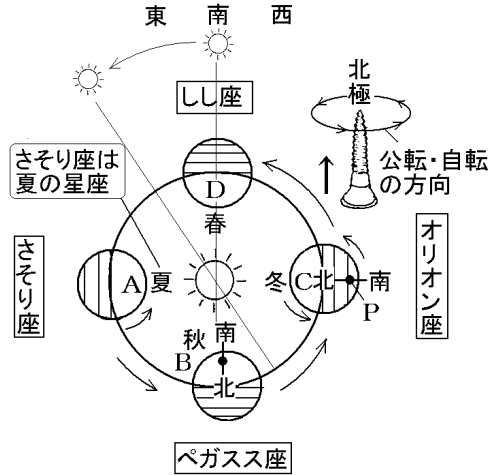 東 南 西
しし座
北極
公転・自転
の方向
さそり座は
夏の星座
D
春
さそり座
A 夏
冬 C北 南
P
オリオン座
秋 南
B
北
ペガスス座